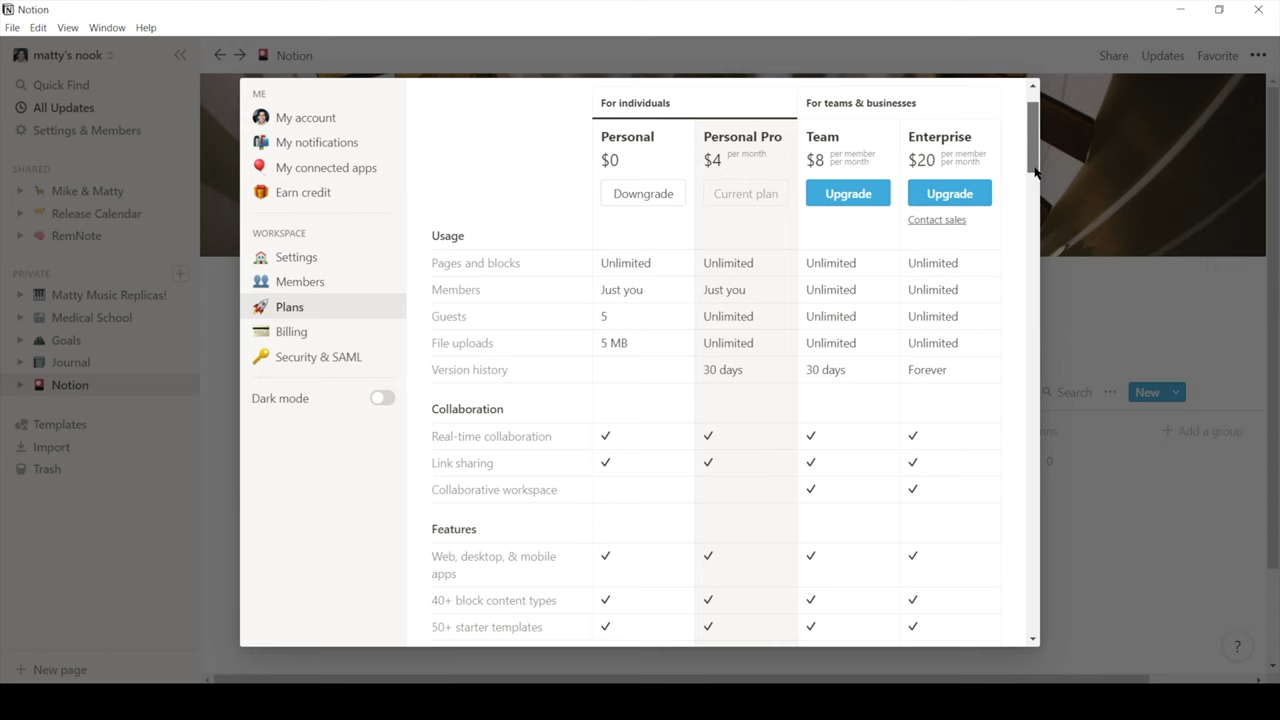 Notion
File Edit View Window Help
matty's nook
Notion
Share Updates Favorite
Quick Find
All Updates
Settings & Members
SHARED
Mike & Matty
Release Calendar
RemNote
PRIVATE
Matty Music Replicas!
Medical School
Goals
Journal
Notion
Templates
Import
Trash
New page
ME
My account
My notifications
My connected apps
Earn credit
WORKSPACE
Settings
Members
Plans
Billing
Security & SAML
Dark mode
For individuals For teams & businesses
Personal Personal Pro Team Enterprise
$0 $4 per month $8 per member per month $20 per member per month
Downgrade Current plan Upgrade Upgrade
Contact sales
Usage
Pages and blocks Unlimited Unlimited Unlimited Unlimited
Members Just you Just you Unlimited Unlimited
Guests 5 Unlimited Unlimited Unlimited
File uploads 5 MB Unlimited Unlimited Unlimited
Version history 30 days 30 days Forever
Collaboration
Real-time collaboration
Link sharing
Collaborative workspace
Features
Web, desktop, & mobile
apps
40+ block content types
50+ starter templates
Search New
Add a group
0
?